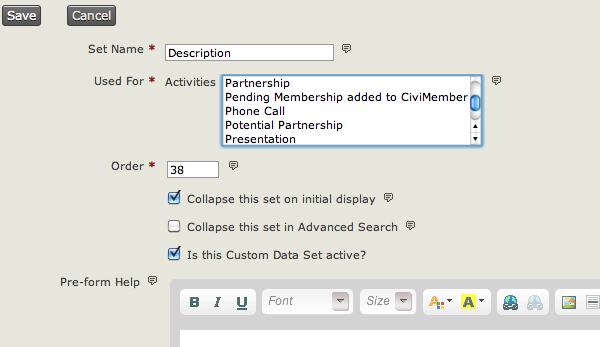 Save Cancel
Set Name * Description
Used For * Activities Partnership
Pending Membership added to CiviMember
Phone Call
Potential Partnership
Presentation
Order * 38
Collapse this set on initial display
Collapse this set in Advanced Search
Is this Custom Data Set active?
Pre-form Help
B I U Font Size A A